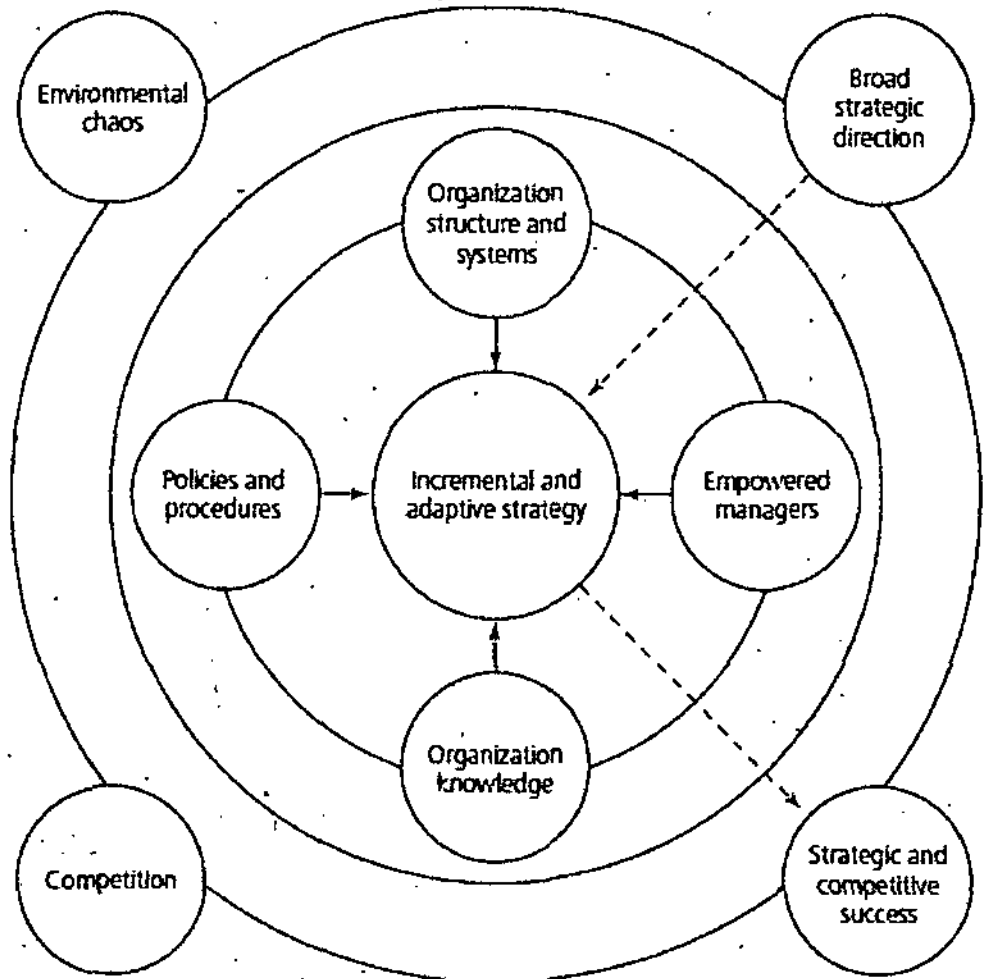 Environmental
chaos
Broad
strategic
direction
Organization
structure and
systems
Policies and
procedures
Incremental and
adaptive strategy
Empowered
managers
Organization
knowledge
Competition
Strategic and
competitive
success